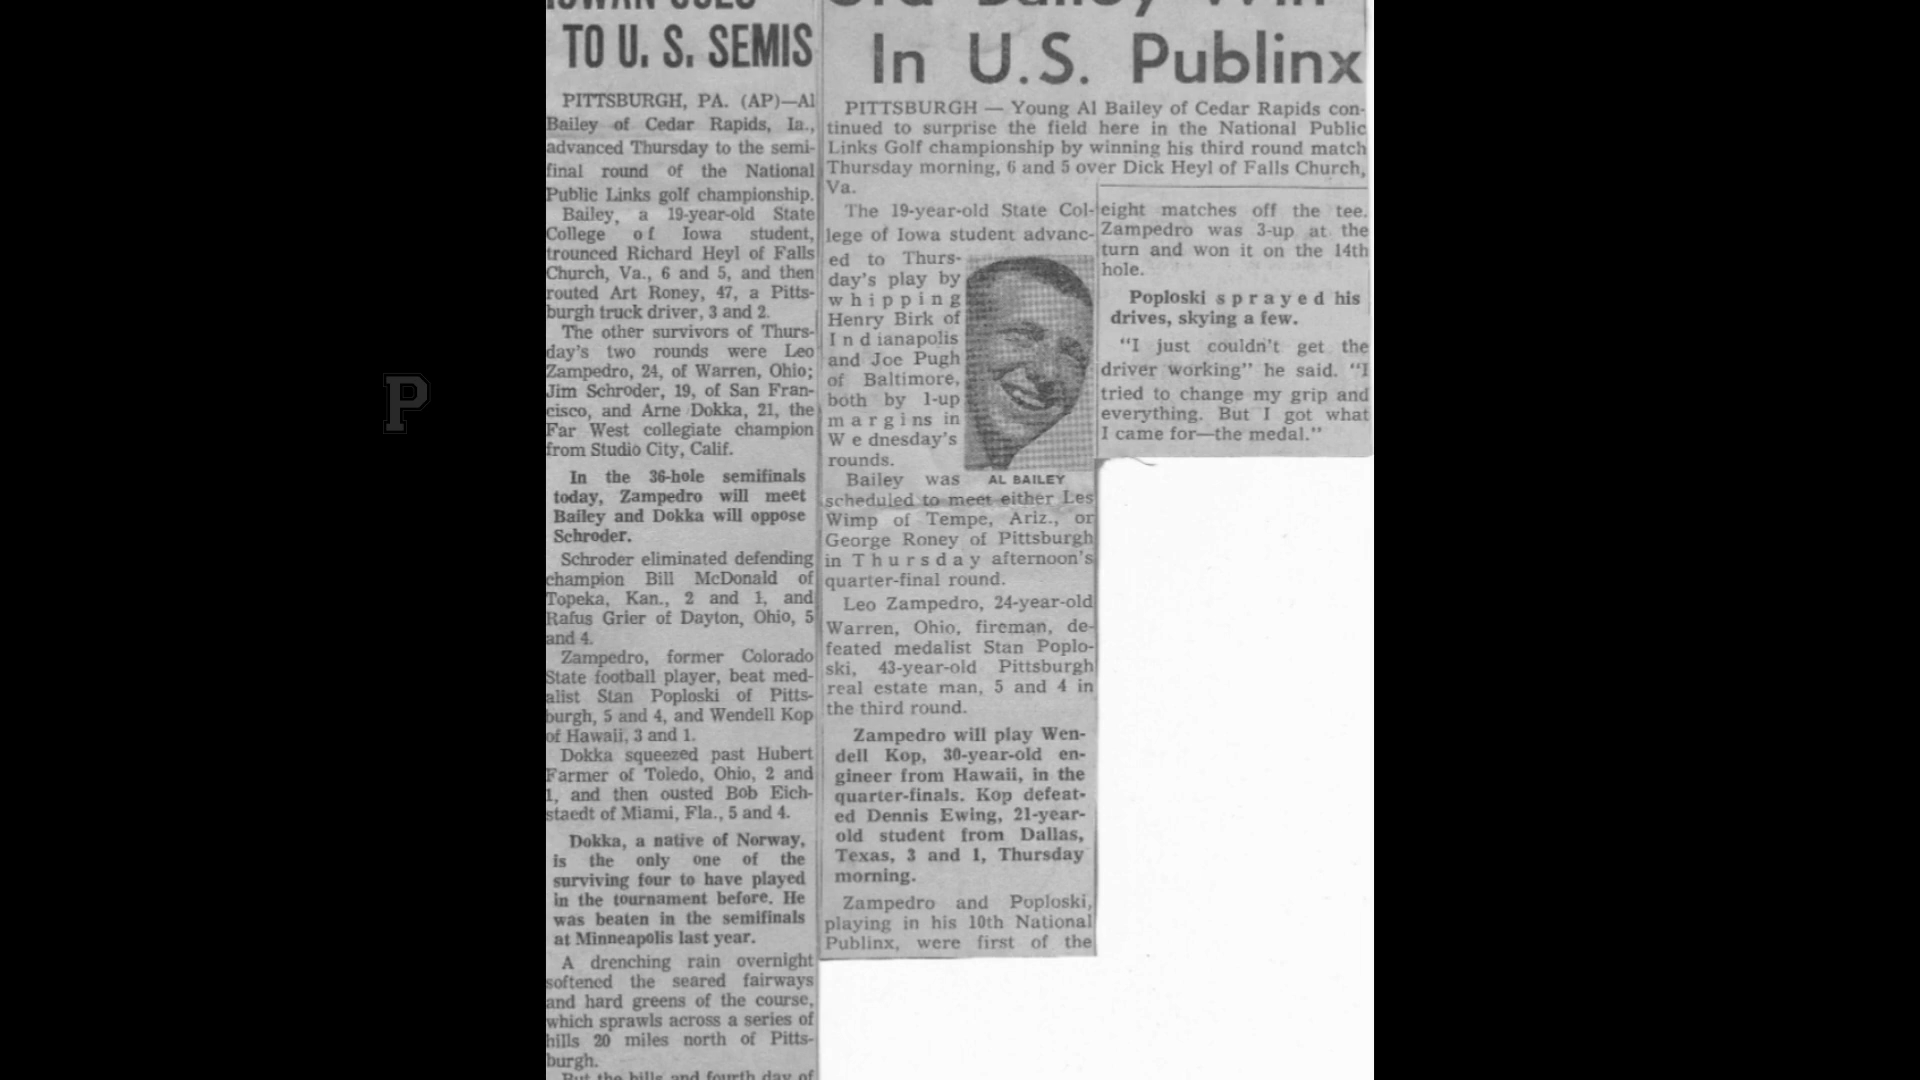 IOWAN GOES
TO U. S. SEMIS
PITTSBURGH, PA. (AP)—Al
Bailey of Cedar Rapids, Ia.,
advanced Thursday to the semi-
final round of the National
Public Links golf championship.
Bailey, a 19-year-old State
College of Iowa student,
trounced Richard Heyl of Falls
Church, Va., 6 and 5, and then
routed Art Roney, 47, a Pitts-
burgh truck driver, 3 and 2.
The other survivors of Thurs-
day's two rounds were Leo
Zampedro, 24, of Warren, Ohio;
Jim Schroder, 19, of San Fran-
cisco, and Arne Dokka, 21, the
Far West collegiate champion
from Studio City, Calif.
In the 36-hole semifinals
today, Zampedro will meet
Bailey and Dokka will oppose
Schroder.
Schroder eliminated defending
champion Bill McDonald of
Topeka, Kan., 2 and 1, and
Rafus Grier of Dayton, Ohio, 5
and 4.
Zampedro, former Colorado
State football player, beat med-
alist Stan Poploski of Pitts-
burgh, 5 and 4, and Wendell Kop
of Hawaii, 3 and 1.
Dokka squeezed past Hubert
Farmer of Toledo, Ohio, 2 and
1, and then ousted Bob Eich-
staedt of Miami, Fla., 5 and 4.
Dokka, a native of Norway,
is the only one of the
surviving four to have played
in the tournament before. He
was beaten in the semifinals
at Minneapolis last year.
A drenching rain overnight
softened the seared fairways
and hard greens of the course,
which sprawls across a series of
hills 20 miles north of Pitts-
burgh.
But the hills and fourth day of
3rd Bailey Win
In U.S. Publinx
PITTSBURGH — Young Al Bailey of Cedar Rapids con-
tinued to surprise the field here in the National Public
Links Golf championship by winning his third round match
Thursday morning, 6 and 5 over Dick Heyl of Falls Church,
Va.
The 19-year-old State Col-
lege of Iowa student advanc-
ed to Thurs-
day's play by
whipping
Henry Birk of
Indianapolis
and Joe Pugh
of Baltimore,
both by 1-up
margins in
Wednesday's
rounds.
AL BAILEY
Bailey was
scheduled to meet either Les
Wimp of Tempe, Ariz., or
George Roney of Pittsburgh
in Thursday afternoon's
quarter-final round.
Leo Zampedro, 24-year-old
Warren, Ohio, fireman, de-
feated medalist Stan Poplo-
ski, 43-year-old Pittsburgh
real estate man, 5 and 4 in
the third round.
Zampedro will play Wen-
dell Kop, 30-year-old en-
gineer from Hawaii, in the
quarter-finals. Kop defeat-
ed Dennis Ewing, 21-year-
old student from Dallas,
Texas, 3 and 1, Thursday
morning.
Zampedro and Poploski,
playing in his 10th National
Publinx, were first of the
eight matches off the tee.
Zampedro was 3-up at the
turn and won it on the 14th
hole.
Poploski sprayed his
drives, skying a few.
"I just couldn't get the
driver working" he said. "I
tried to change my grip and
everything. But I got what
I came for—the medal."
P